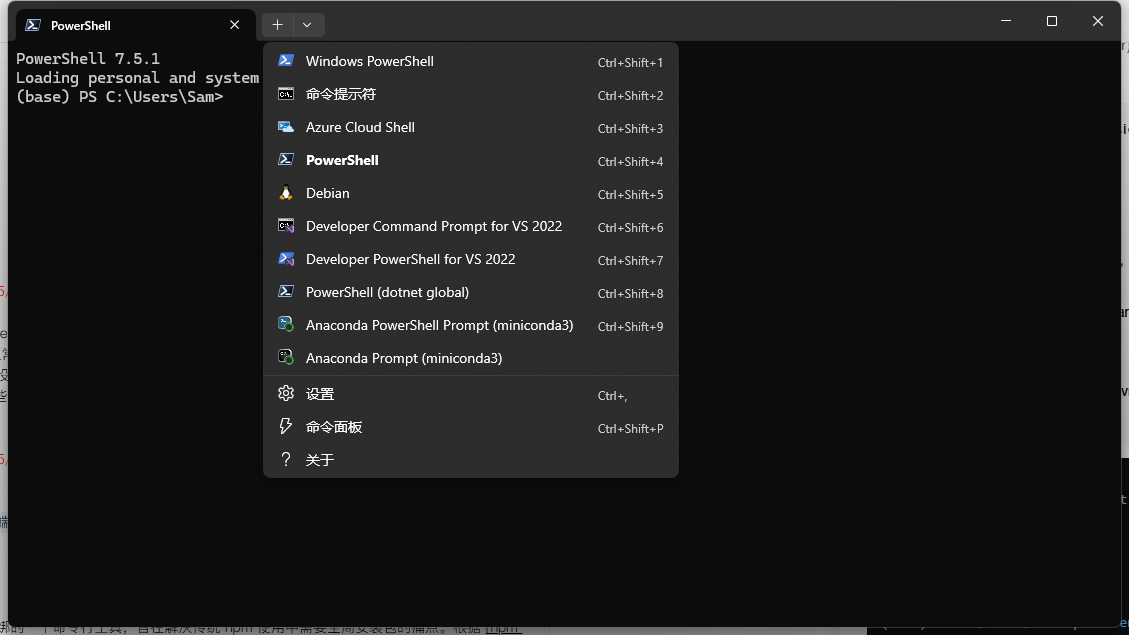 PowerShell
PowerShell 7.5.1
Loading personal and system
(base) PS C:\Users\Sam>
Windows PowerShell Ctrl+Shift+1
命令提示符 Ctrl+Shift+2
Azure Cloud Shell Ctrl+Shift+3
PowerShell Ctrl+Shift+4
Debian Ctrl+Shift+5
Developer Command Prompt for VS 2022 Ctrl+Shift+6
Developer PowerShell for VS 2022 Ctrl+Shift+7
PowerShell (dotnet global) Ctrl+Shift+8
Anaconda PowerShell Prompt (miniconda3) Ctrl+Shift+9
Anaconda Prompt (miniconda3)
设置 Ctrl+,
命令面板 Ctrl+Shift+P
关于